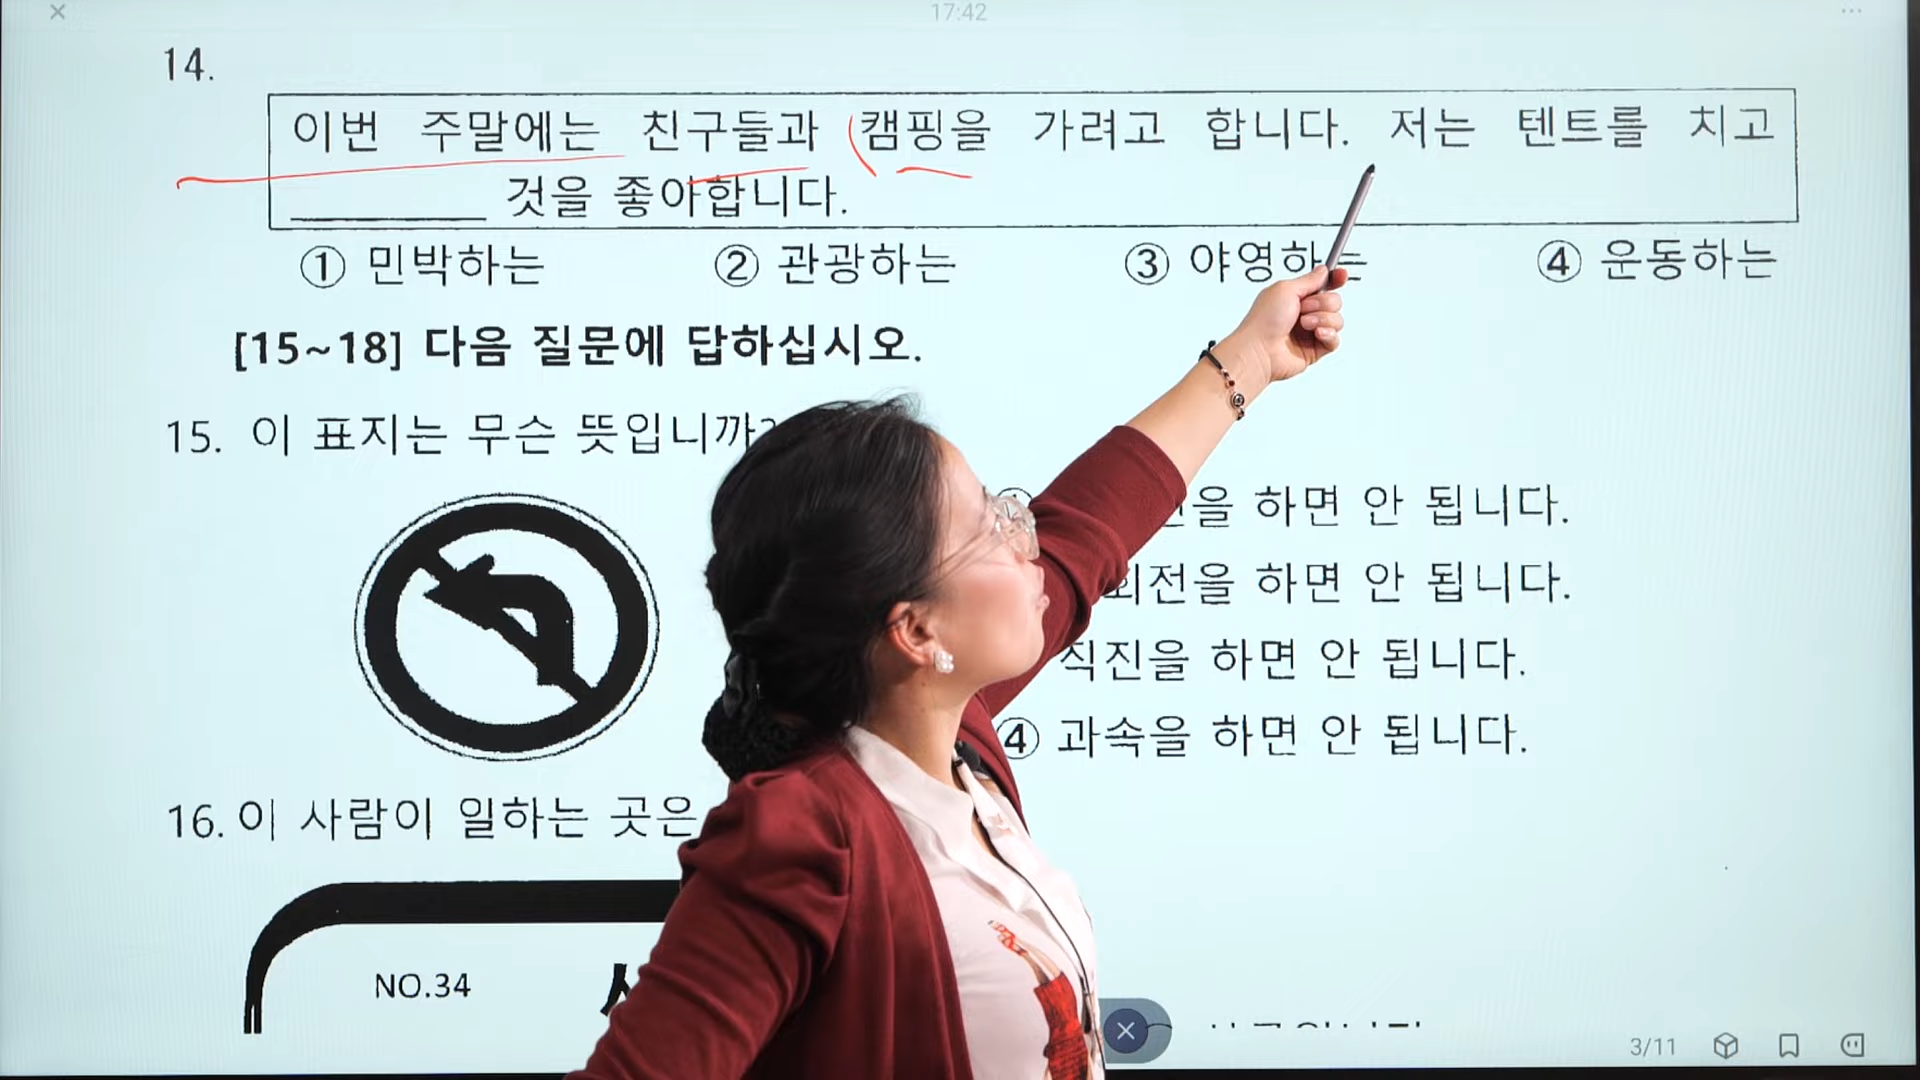 17:42
14.
이번 주말에는 친구들과 캠핑을 가려고 합니다. 저는 텐트를 치고
__________ 것을 좋아합니다.
① 민박하는 ② 관광하는 ③ 야영하는 ④ 운동하는
[15~18] 다음 질문에 답하십시오.
15. 이 표지는 무슨 뜻입니까?
하면 안 됩니다.
하면 안 됩니다.
직진을 하면 안 됩니다.
④ 과속을 하면 안 됩니다.
16. 이 사람이 일하는 곳은
NO.34
3/11